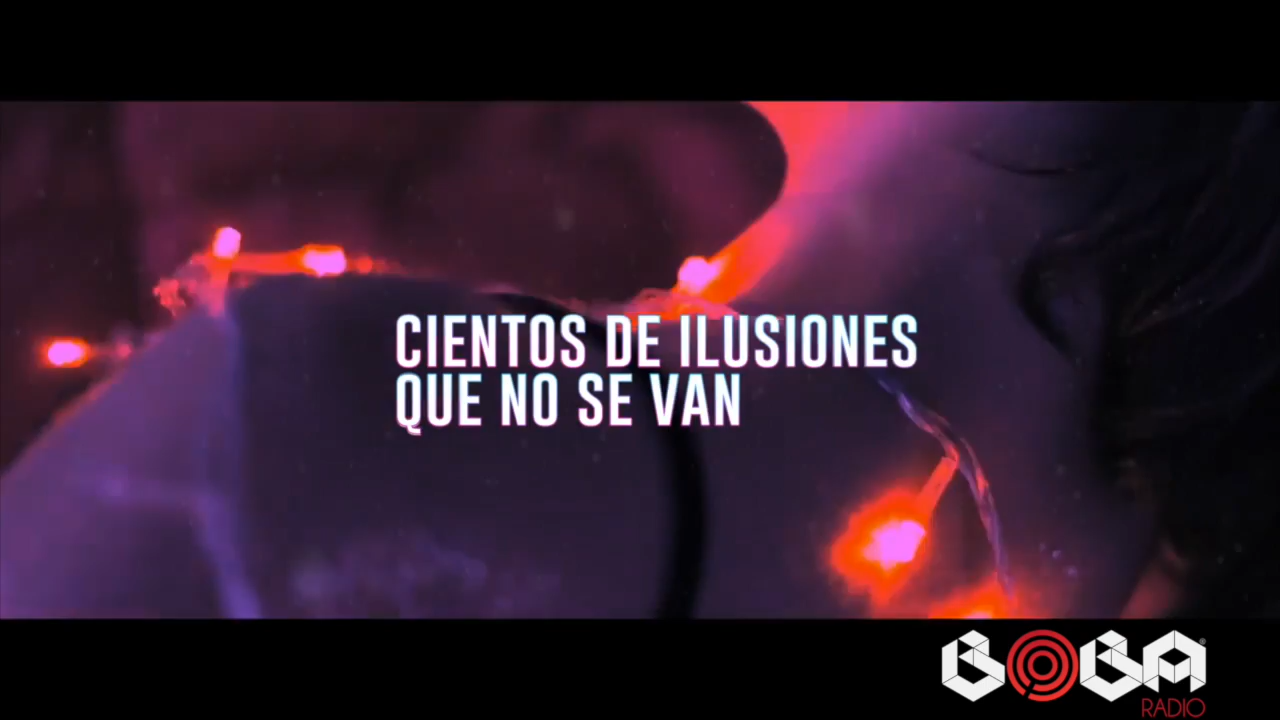 CIENTOS DE ILUSIONES
QUE NO SE VAN
BOBA
RADIO